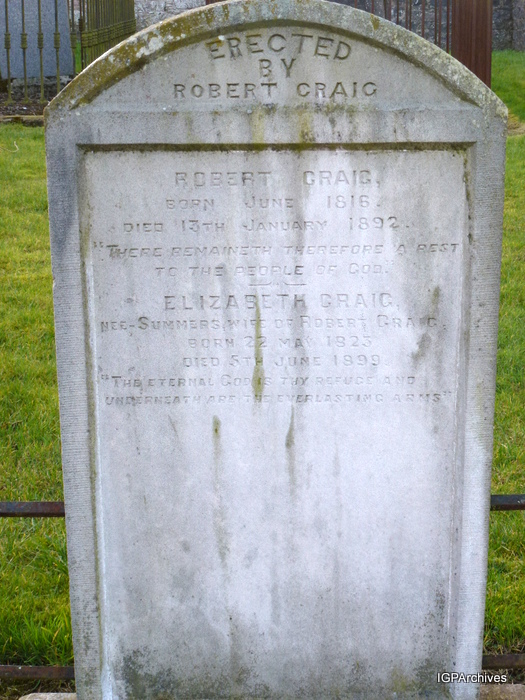 ERECTED
BY
ROBERT CRAIG
ROBERT CRAIG.
BORN JUNE 1816.
DIED 13TH JANUARY 1892.
"THERE REMAINETH THEREFORE A REST
TO THE PEOPLE OF GOD."
ELIZABETH CRAIG,
NEE-SUMMERS, WIFE OF ROBERT CRAIG,
BORN 22 MAY 1823
DIED 5TH JUNE 1899.
"THE ETERNAL GOD IS THY REFUGE AND
UNDERNEATH ARE THE EVERLASTING ARMS"
IGPArchives